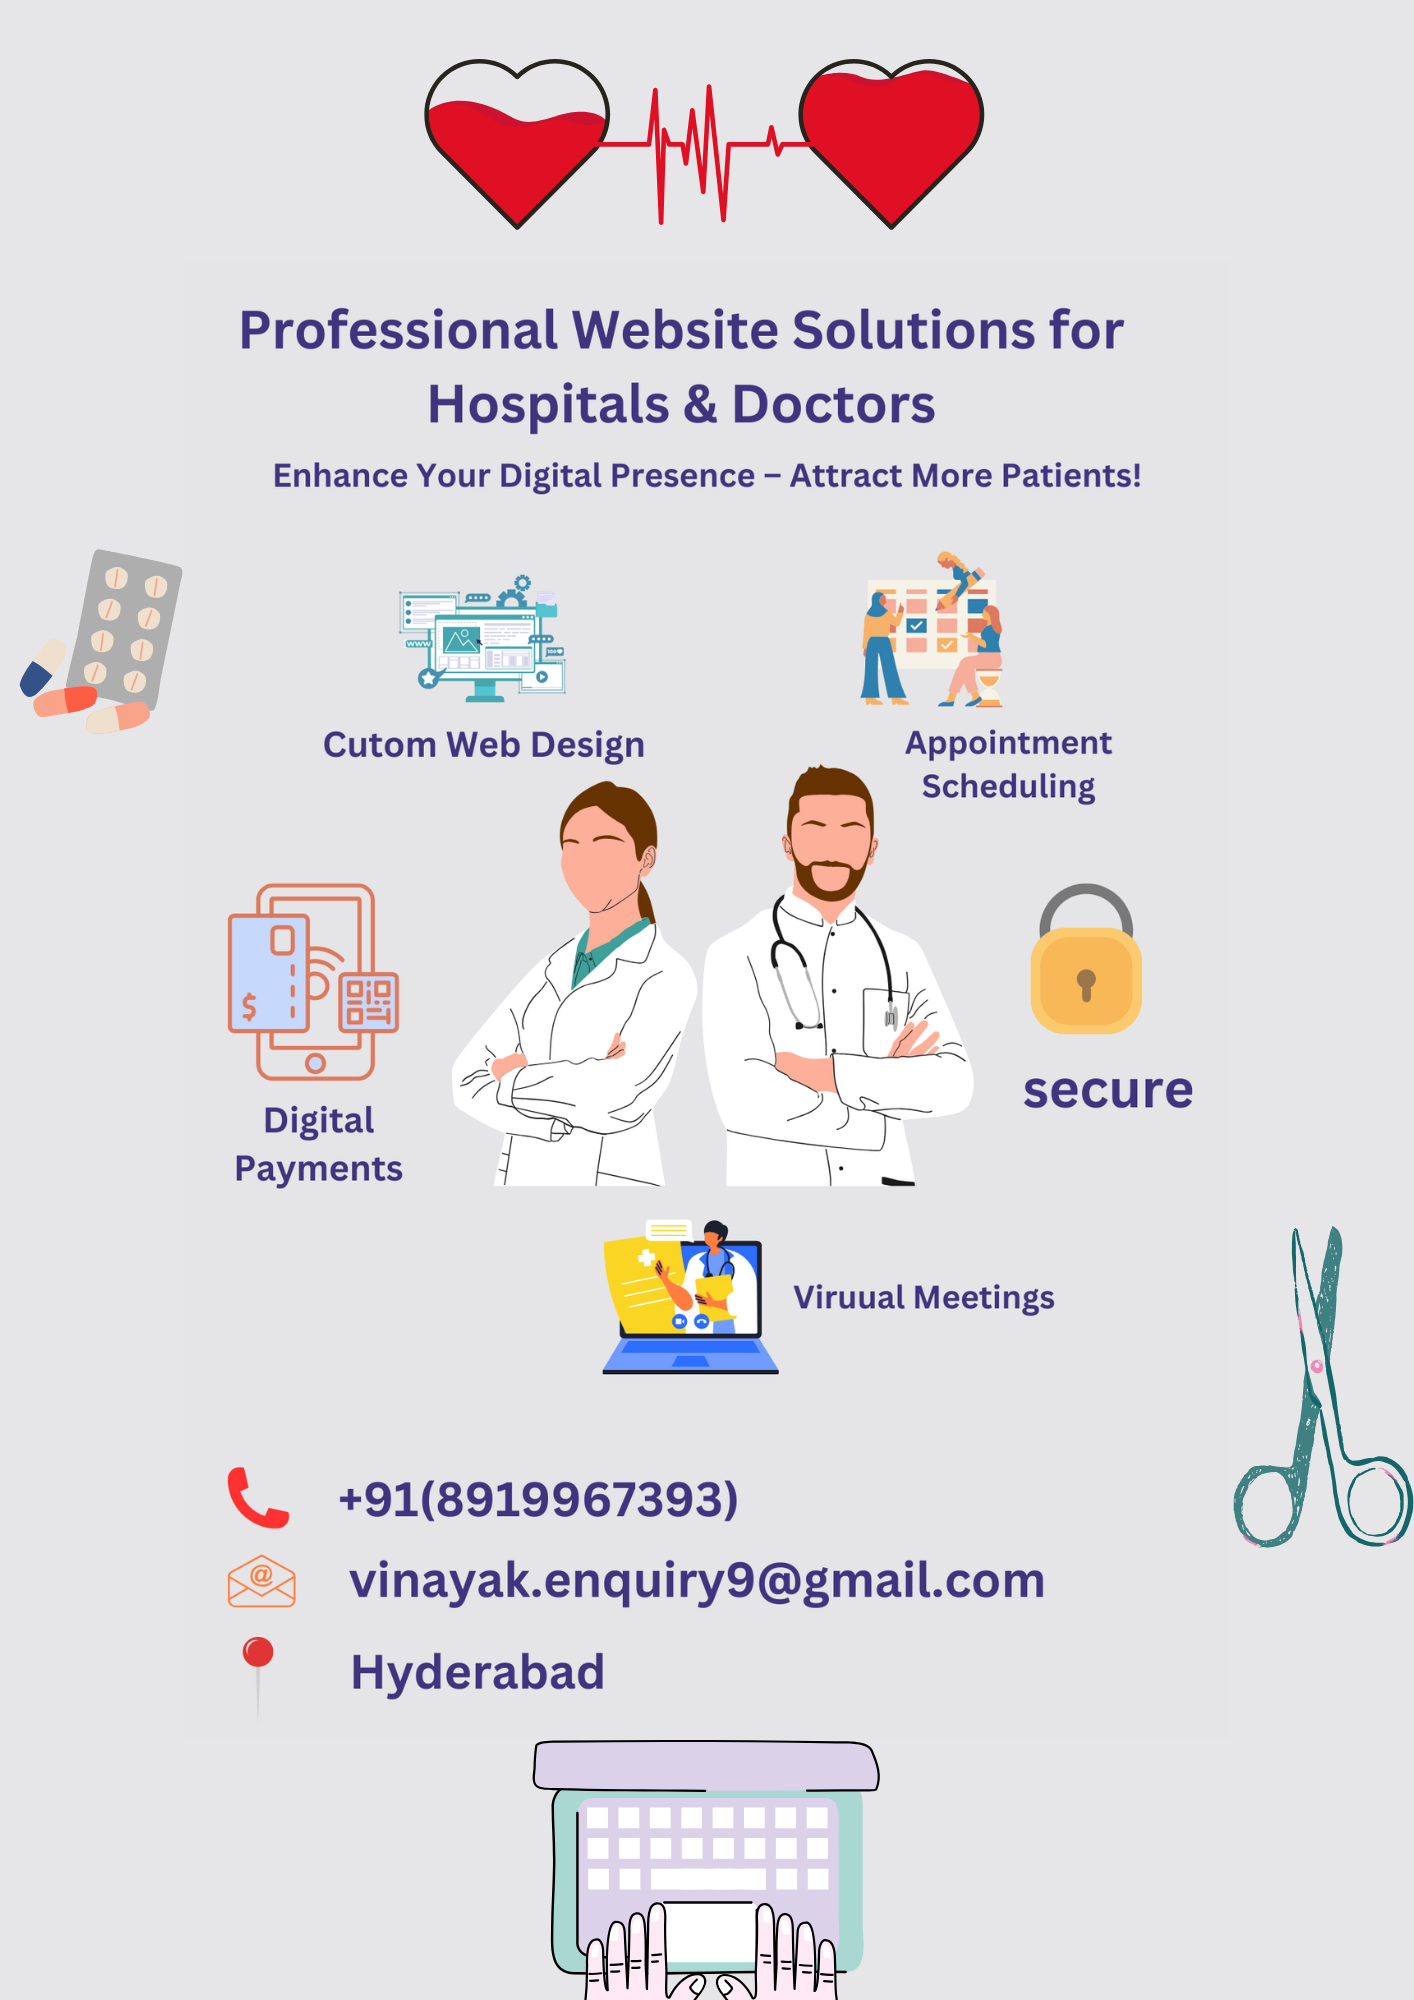 Professional Website Solutions for
Hospitals & Doctors
Enhance Your Digital Presence – Attract More Patients!
Cutom Web Design
Appointment
Scheduling
Digital
Payments
secure
Viruual Meetings
+91(8919967393)
vinayak.enquiry9@gmail.com
Hyderabad